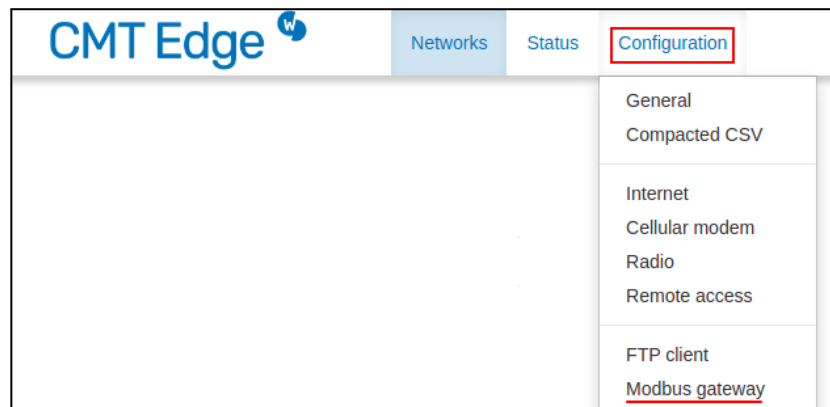 CMT Edge W
Networks Status Configuration
General
Compacted CSV
Internet
Cellular modem
Radio
Remote access
FTP client
Modbus gateway